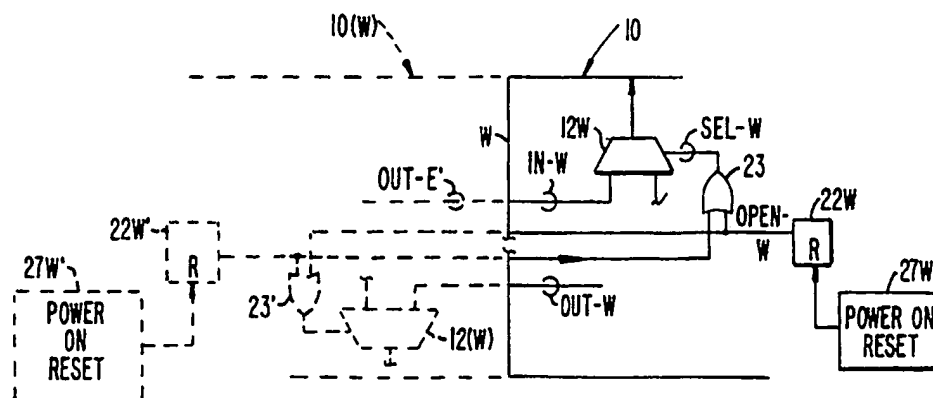 10(W)
10
W
12W
SEL-W
IN-W
23
OUT-E'
OPEN-
W
22W
R
22W'
R
27W'
POWER
ON
RESET
23'
12(W)
OUT-W
27W
POWER ON
RESET